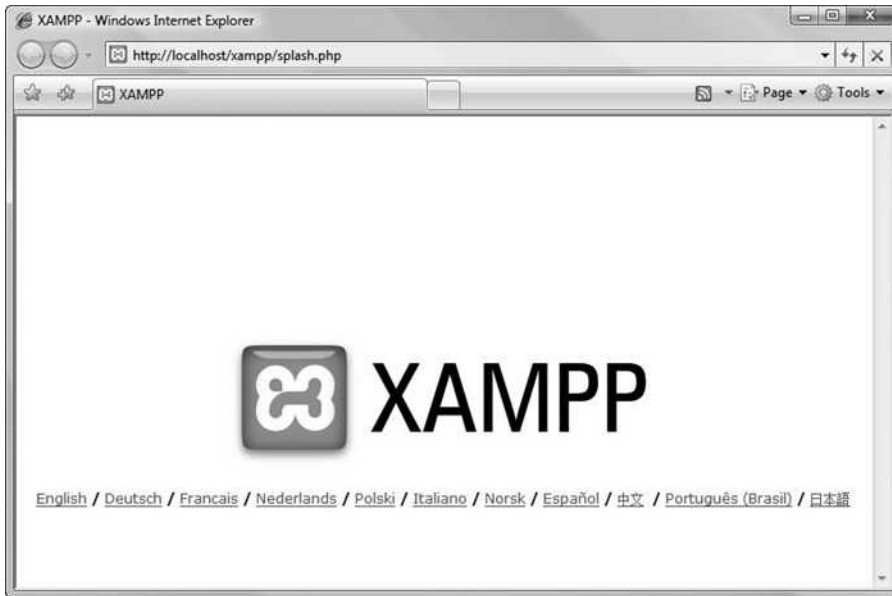 XAMPP - Windows Internet Explorer
http://localhost/xampp/splash.php
XAMPP
Page
Tools
XAMPP
English / Deutsch / Francais / Nederlands / Polski / Italiano / Norsk / Español / 中文 / Português (Brasil) / 日本語